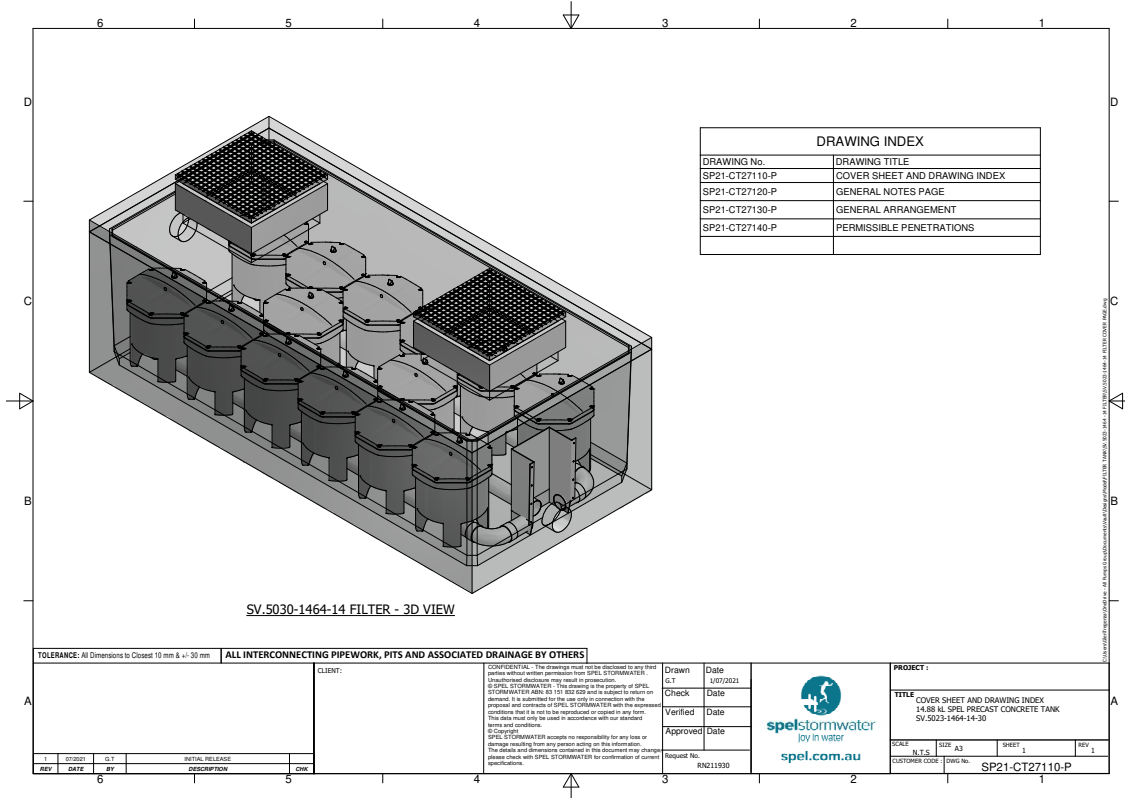 6 5 4 3 2 1
D D
DRAWING INDEX
DRAWING No. DRAWING TITLE
SP21-CT27110-P COVER SHEET AND DRAWING INDEX
SP21-CT27120-P GENERAL NOTES PAGE
SP21-CT27130-P GENERAL ARRANGEMENT
SP21-CT27140-P PERMISSIBLE PENETRATIONS
C C
B B
SV.5030-1464-14 FILTER - 3D VIEW
TOLERANCE: All Dimensions to Closest 10 mm & +/- 30 mm
ALL INTERCONNECTING PIPEWORK, PITS AND ASSOCIATED DRAINAGE BY OTHERS
A A
CLIENT:
CONFIDENTIAL - The drawings must not be disclosed to any third
parties without written permission from SPEL STORMWATER .
Unauthorised disclosure may result in prosecution.
© SPEL STORMWATER - This drawing is the property of SPEL
STORMWATER ABN: 83 151 832 629 and is subject to return on
demand. It is submitted for the use only in connection with the
proposal and contracts of SPEL STORMWATER with the expressed
conditions that it is not to be reproduced or copied in any form.
This data must only be used in accordance with our standard
terms and conditions.
© Copyright
SPEL STORMWATER accepts no responsibility for any loss or
damage resulting from any person acting on this information.
The details and dimensions contained in this document may change
please check with SPEL STORMWATER for confirmation of current
specifications.
Drawn Date
G.T 1/07/2021
Check Date
Verified Date
Approved Date
Request No.
RN211930
spelstormwater
joy in water
spel.com.au
PROJECT :
TITLE
COVER SHEET AND DRAWING INDEX
14.88 kL SPEL PRECAST CONCRETE TANK
SV.5023-1464-14-30
SCALE N.T.S SIZE A3 SHEET 1 REV 1
CUSTOMER CODE : DWG No. SP21-CT27110-P
1 07/2021 G.T INITIAL RELEASE
REV DATE BY DESCRIPTION CHK
6 5 4 3 2 1